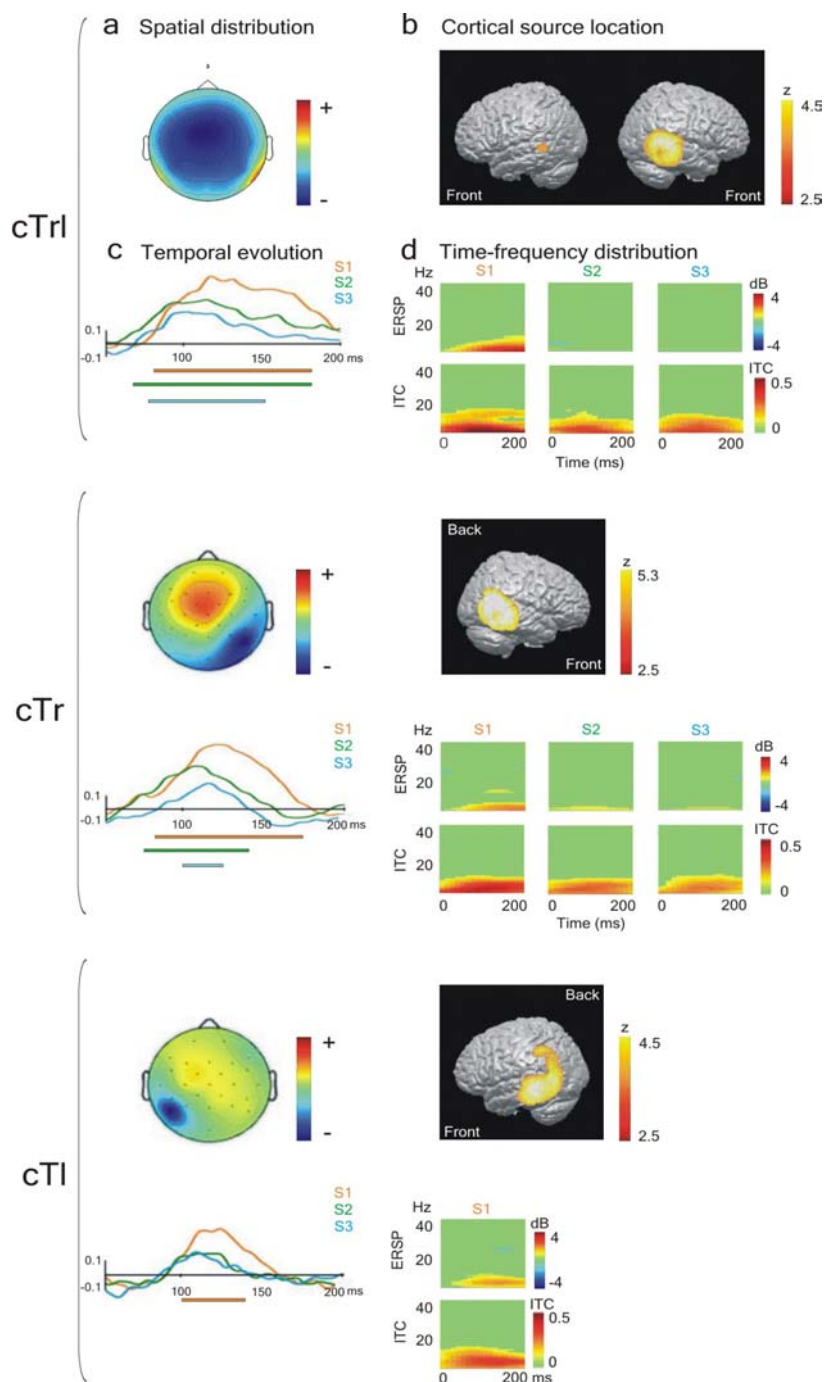 a Spatial distribution
b Cortical source location
+
-
Front
Front
z
4.5
2.5
cTrl
c Temporal evolution
S1
S2
S3
0.1
-0.1
100
150
200 ms
d Time-frequency distribution
Hz
S1
S2
S3
dB
ERSP
40
20
4
-4
ITC
40
20
ITC
0.5
0
0
200
0
200
0
200
Time (ms)
cTr
+
-
Back
Front
z
5.3
2.5
S1
S2
S3
0.1
-0.1
100
150
200
ms
Hz
S1
S2
S3
dB
ERSP
40
20
4
-4
ITC
40
20
ITC
0.5
0
0
200
0
200
0
200
Time (ms)
cTl
+
-
Back
Front
z
4.5
2.5
S1
S2
S3
0.1
-0.1
100
150
200 ms
Hz
S1
dB
ERSP
40
20
4
-4
ITC
40
20
ITC
0.5
0
0
200 ms